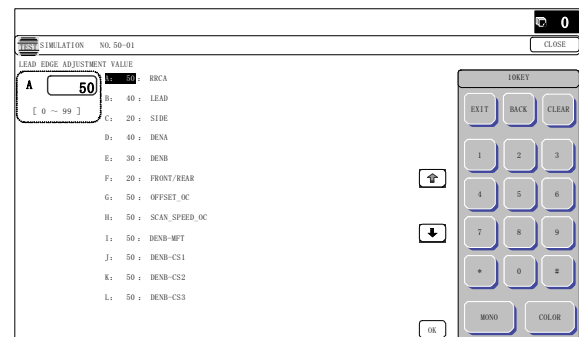 0
TEST SIMULATION NO. 50-01
CLOSE
LEAD EDGE ADJUSTMENT VALUE
A 50
[ 0 ~ 99 ]
A: 50 : RRCA
B: 40 : LEAD
C: 20 : SIDE
D: 40 : DENA
E: 30 : DENB
F: 20 : FRONT/REAR
G: 50 : OFFSET_OC
H: 50 : SCAN_SPEED_OC
I: 50 : DENB-MFT
J: 50 : DENB-CS1
K: 50 : DENB-CS2
L: 50 : DENB-CS3
OK
10KEY
EXIT BACK CLEAR
1 2 3
4 5 6
7 8 9
* 0 #
MONO COLOR